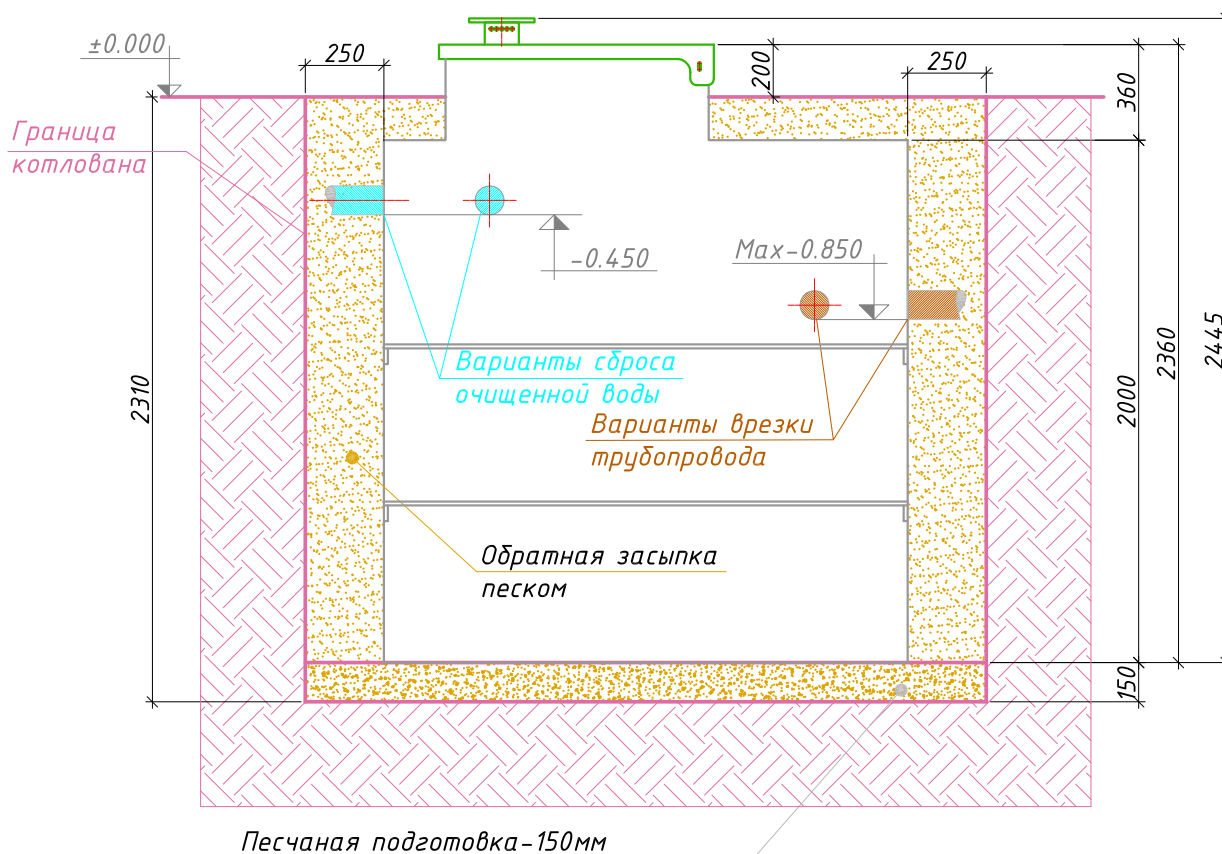 ±0.000
250
200
250
360
Граница
котлована
-0.450
Max-0.850
2445
2360
2310
2000
Варианты сброса
очищенной воды
Варианты врезки
трубопровода
Обратная засыпка
песком
150
Песчаная подготовка-150мм